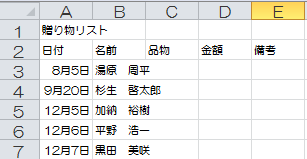 A B C D E
1 贈り物リスト
2 日付 名前 品物 金額 備考
3 8月5日 湯原 周平
4 9月20日 杉生 啓太郎
5 12月5日 加納 裕樹
6 12月6日 平野 浩一
7 12月7日 黒田 美咲